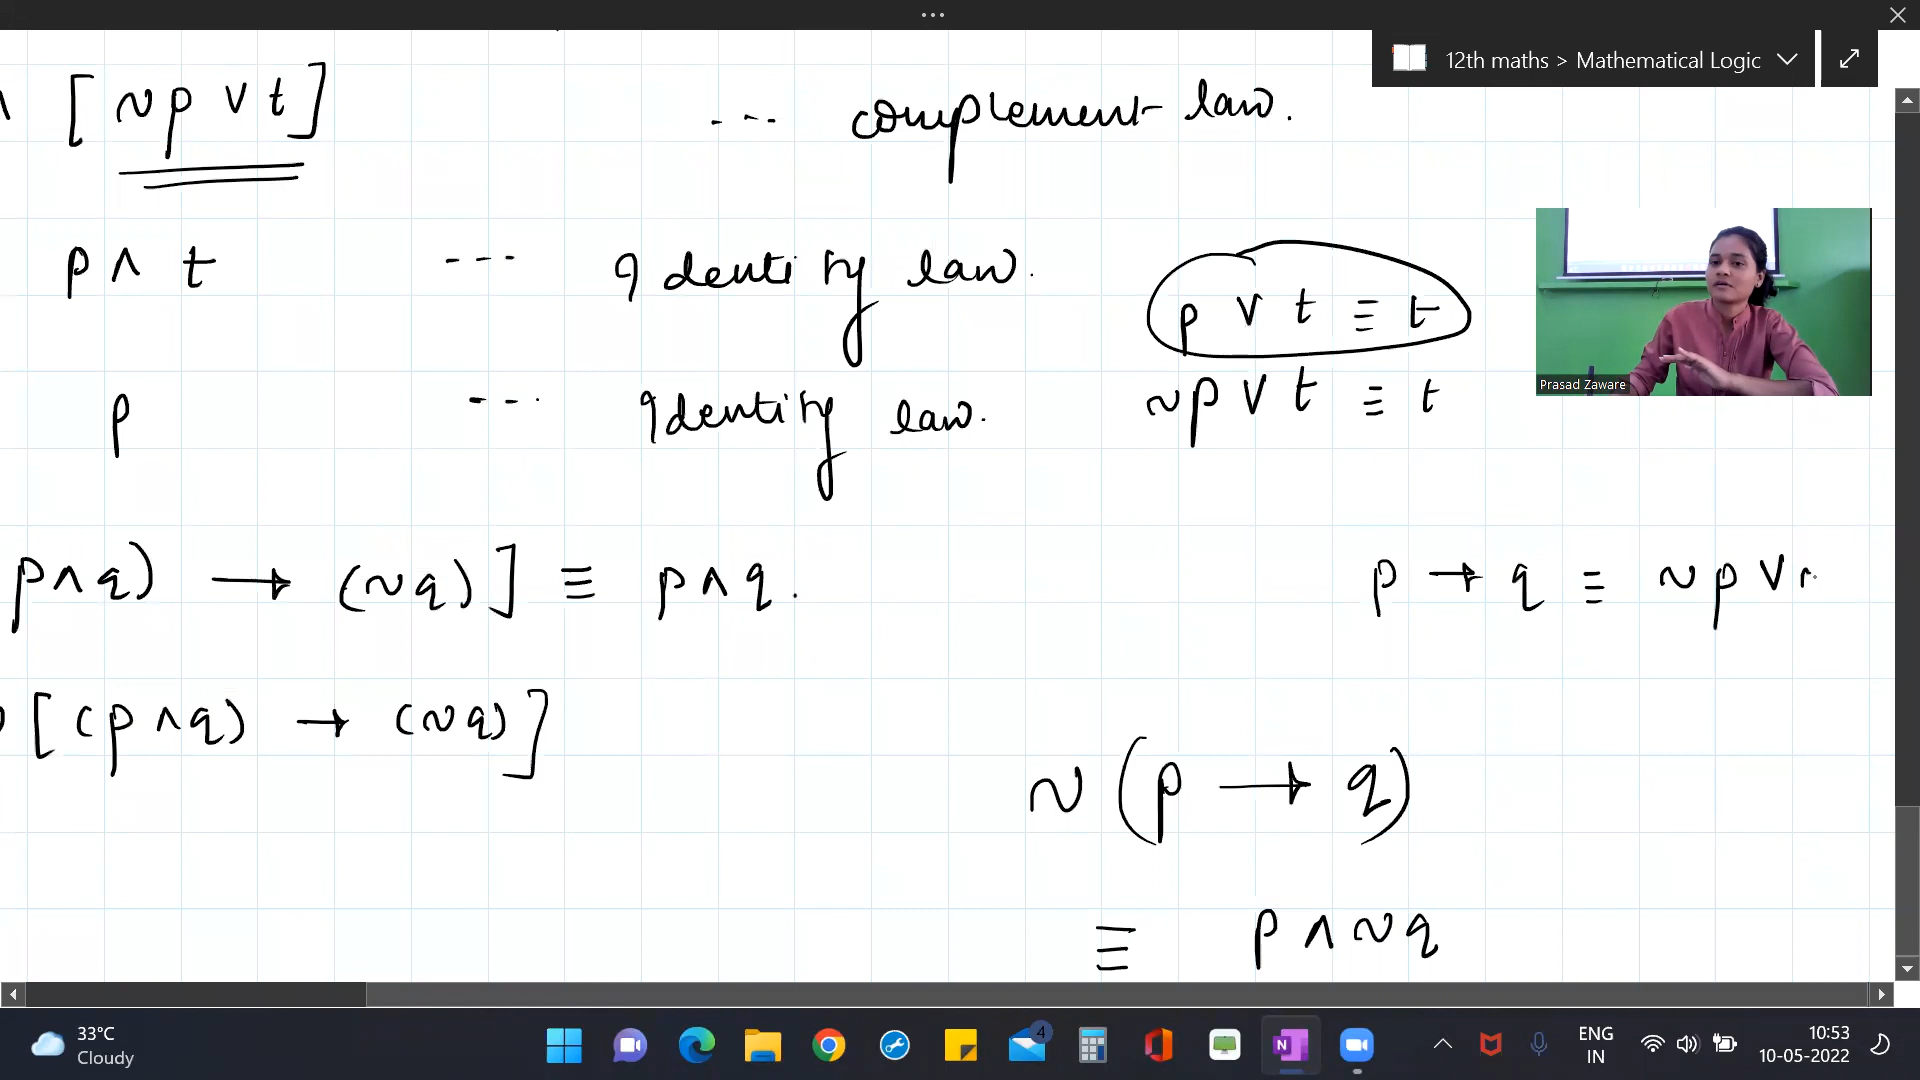 12th maths > Mathematical Logic
∧ [~p ∨ t] --- complement law.
p ∧ t --- Identity law.
p ∨ t ≡ t
Prasad Zaware
p --- Identity law.
~p ∨ t ≡ t
p∧q) → (~q)] ≡ p∧q.
p → q ≡ ~p ∨
[(p∧q) → (~q)]
~(p → q)
≡ p ∧ ~q
33°C
Cloudy
4
N
ENG
IN
10:53
10-05-2022